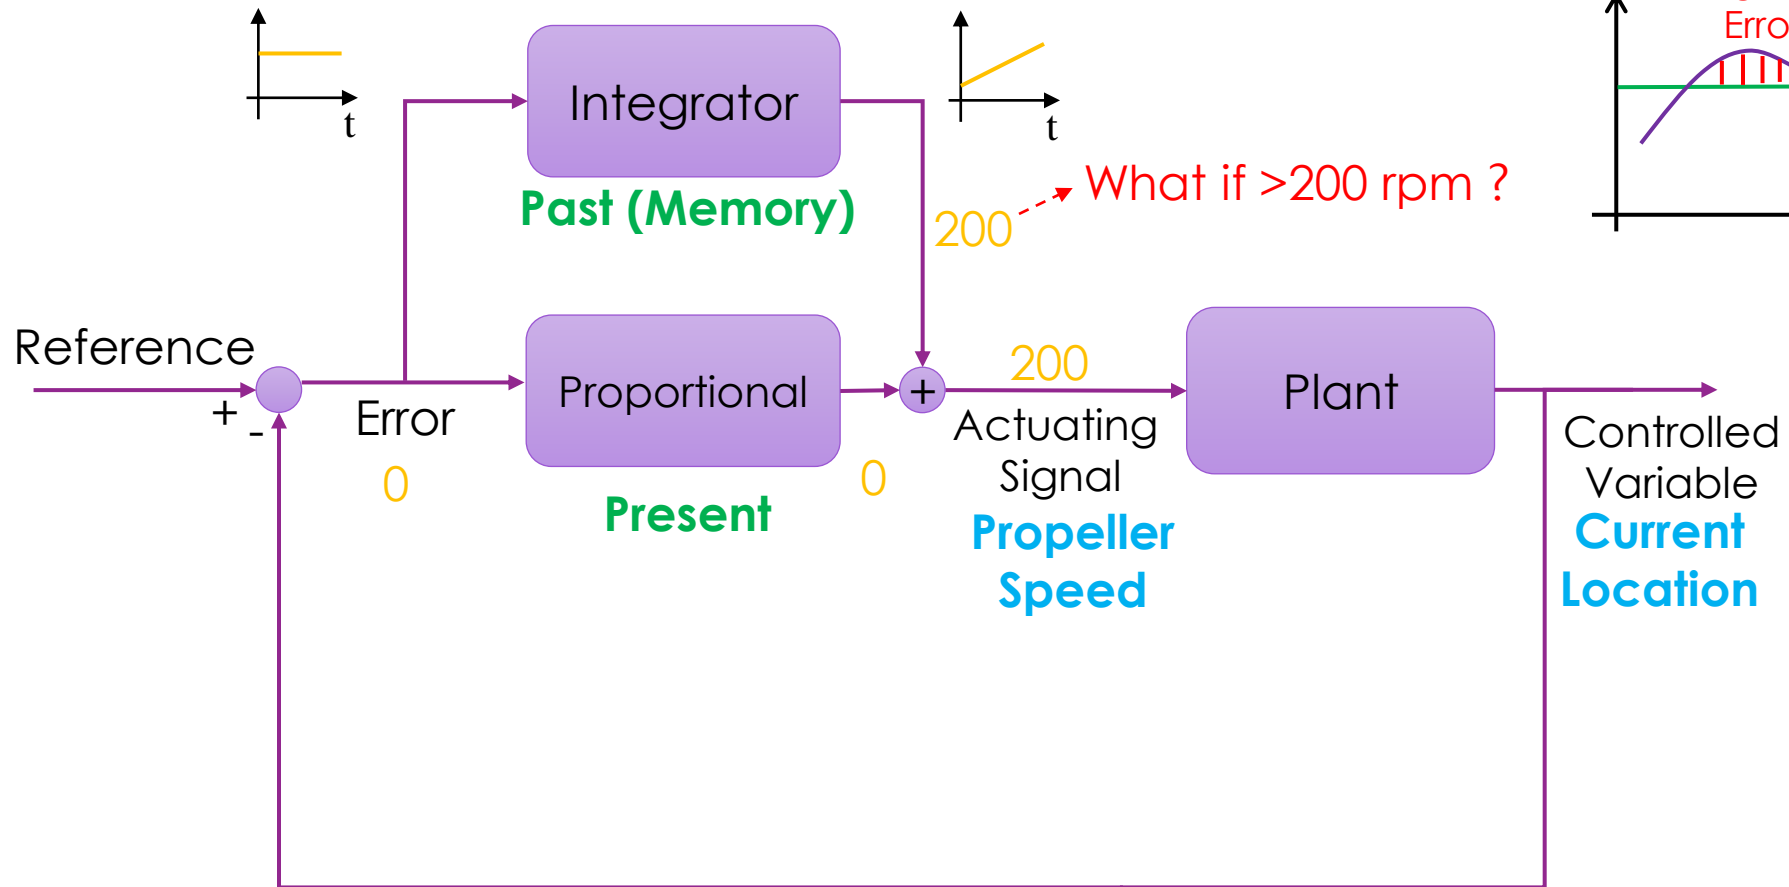 Erro
t
Integrator
t
Past (Memory)
What if >200 rpm ?
200
Reference
+
-
Error
0
Proportional
0
Present
+
200
Actuating
Signal
Propeller
Speed
Plant
Controlled
Variable
Current
Location